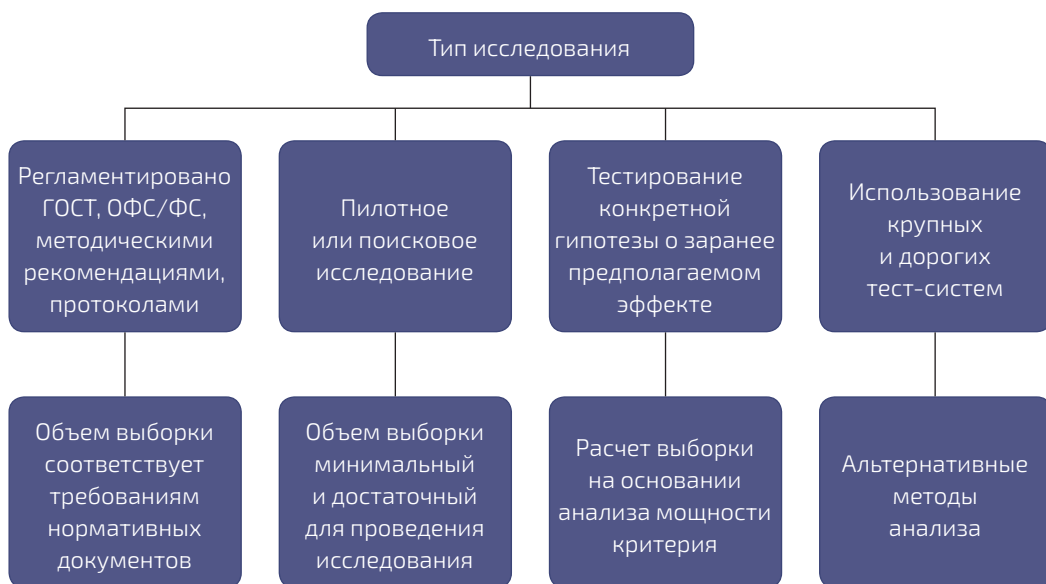 Тип исследования
Регламентировано
ГОСТ, ОФС/ФС,
методическими
рекомендациями,
протоколами
Пилотное
или поисковое
исследование
Тестирование
конкретной
гипотезы о заранее
предполагаемом
эффекте
Использование
крупных
и дорогих
тест-систем
Объем выборки
соответствует
требованиям
нормативных
документов
Объем выборки
минимальный
и достаточный
для проведения
исследования
Расчет выборки
на основании
анализа мощности
критерия
Альтернативные
методы
анализа